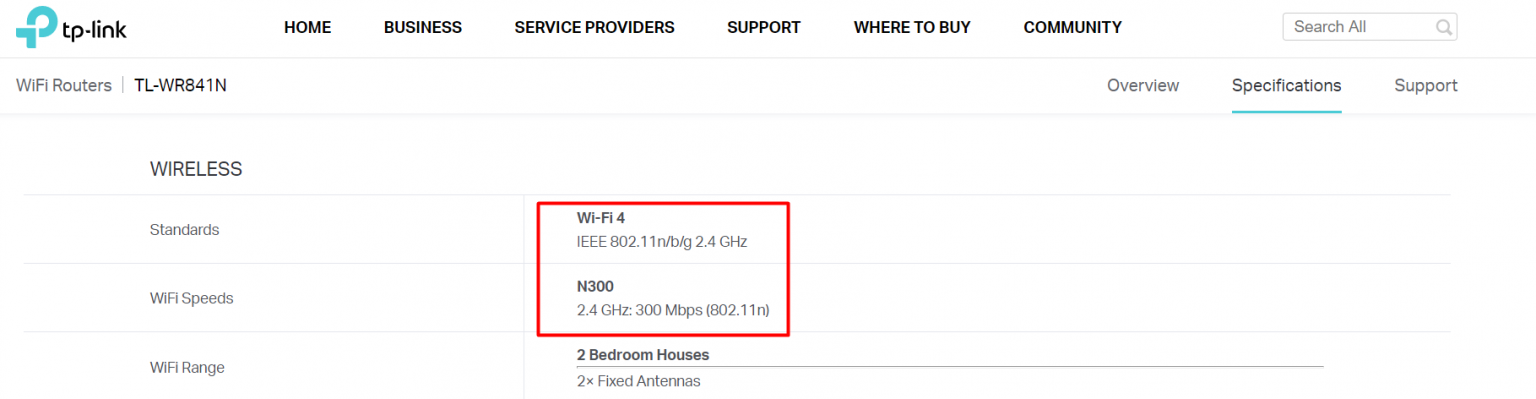 tp-link
HOME BUSINESS SERVICE PROVIDERS SUPPORT WHERE TO BUY COMMUNITY Search All
WiFi Routers | TL-WR841N Overview Specifications Support
WIRELESS
Standards
Wi-Fi 4
IEEE 802.11n/b/g 2.4 GHz
WiFi Speeds
N300
2.4 GHz: 300 Mbps (802.11n)
WiFi Range
2 Bedroom Houses
2× Fixed Antennas